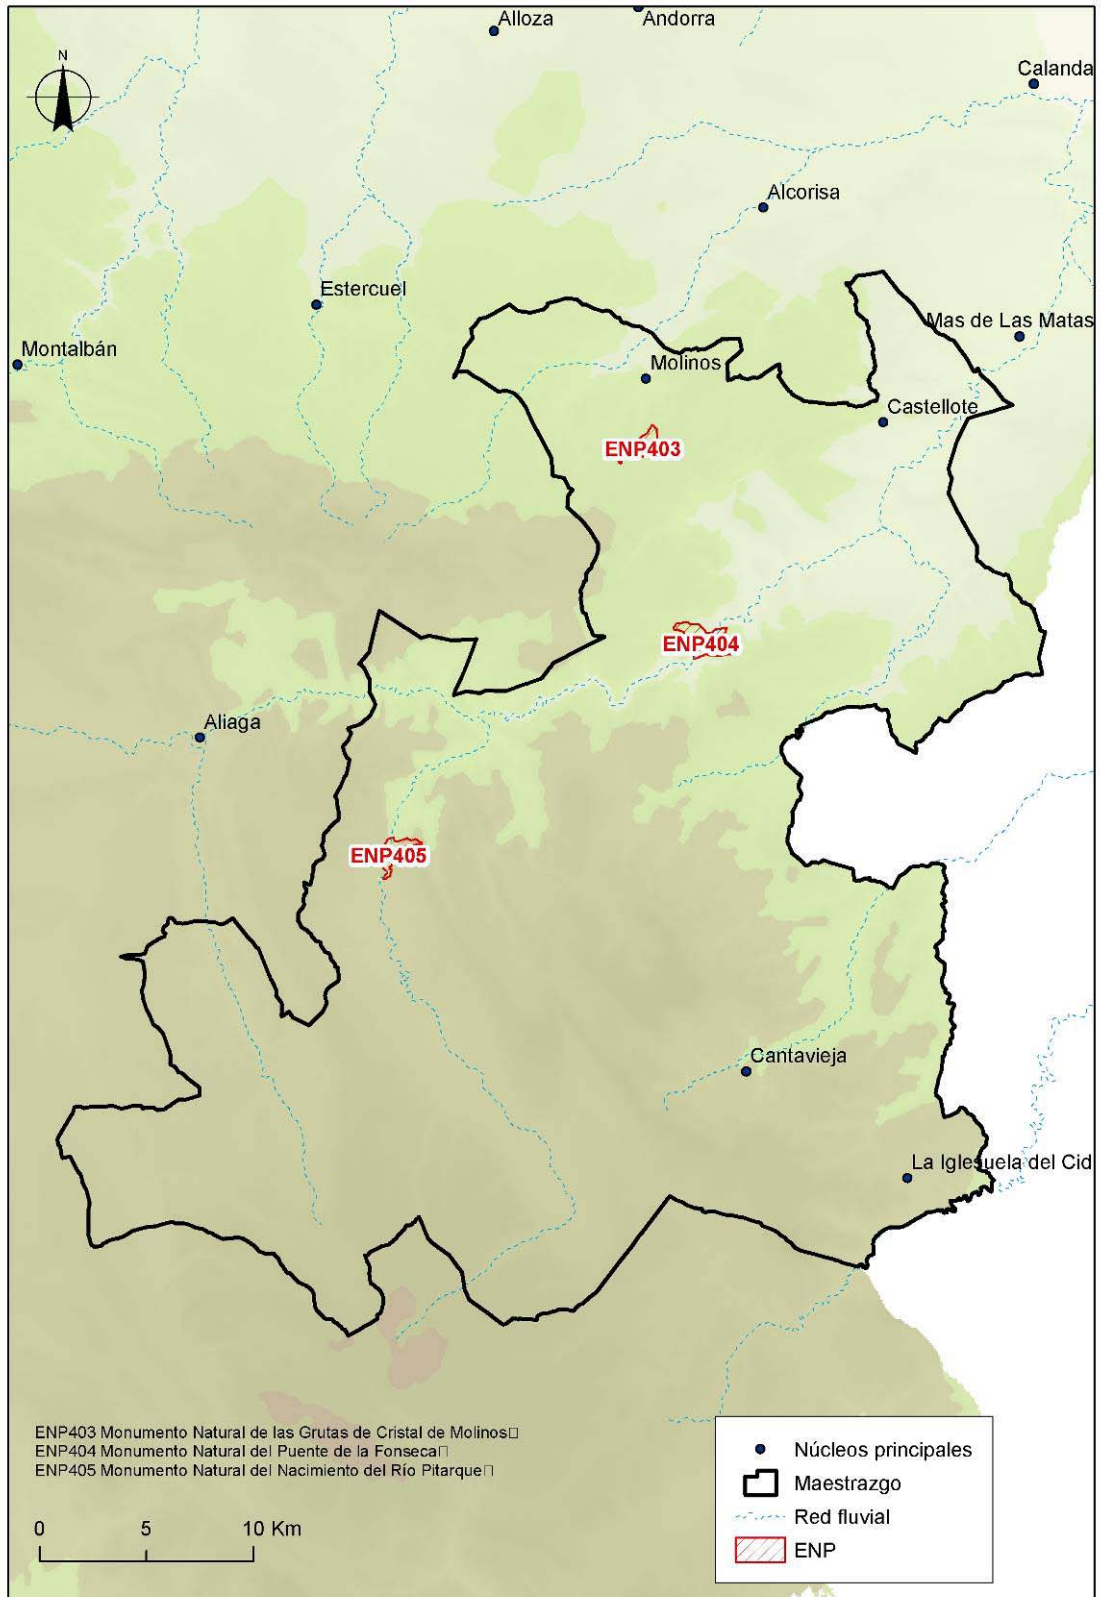 Alloza
Andorra
N
Calanda
Alcorisa
Estercuel
Mas de Las Matas
Montalbán
Molinos
Castellote
ENP403
ENP404
Aliaga
ENP405
Cantavieja
La Iglesuela del Cid
ENP403 Monumento Natural de las Grutas de Cristal de Molinos□
ENP404 Monumento Natural del Puente de la Fonseca□
ENP405 Monumento Natural del Nacimiento del Río Pitarque□
0 5 10 Km
Núcleos principales
Maestrazgo
Red fluvial
ENP